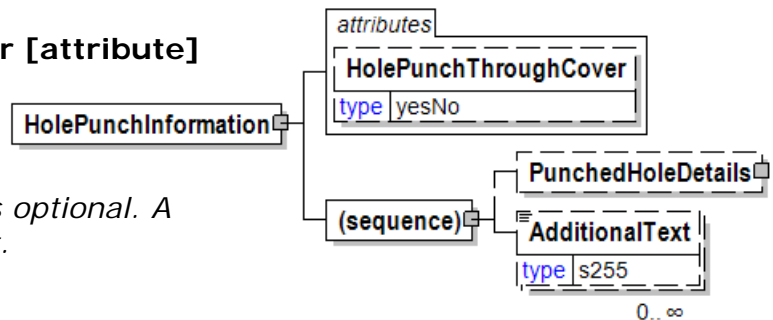 r [attribute]
attributes
HolePunchThroughCover
type yesNo
HolePunchInformation
PunchedHoleDetails
s optional. A
(sequence)
AdditionalText
type s255
0..∞